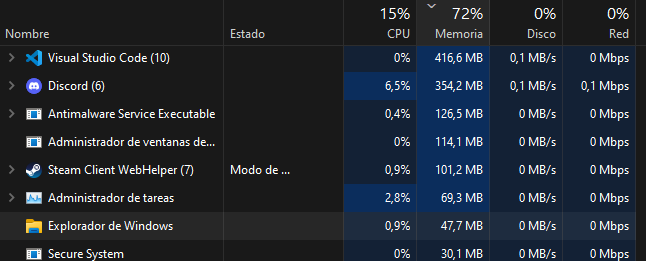 15% 72% 0% 0%
Nombre Estado CPU Memoria Disco Red
Visual Studio Code (10) 0% 416,6 MB 0,1 MB/s 0 Mbps
Discord (6) 6,5% 354,2 MB 0,1 MB/s 0,1 Mbps
Antimalware Service Executable 0,4% 126,5 MB 0 MB/s 0 Mbps
Administrador de ventanas de... 0% 114,1 MB 0 MB/s 0 Mbps
Steam Client WebHelper (7) Modo de ... 0,9% 101,2 MB 0 MB/s 0 Mbps
Administrador de tareas 2,8% 69,3 MB 0 MB/s 0 Mbps
Explorador de Windows 0,9% 47,7 MB 0 MB/s 0 Mbps
Secure System 0% 30,1 MB 0 MB/s 0 Mbps